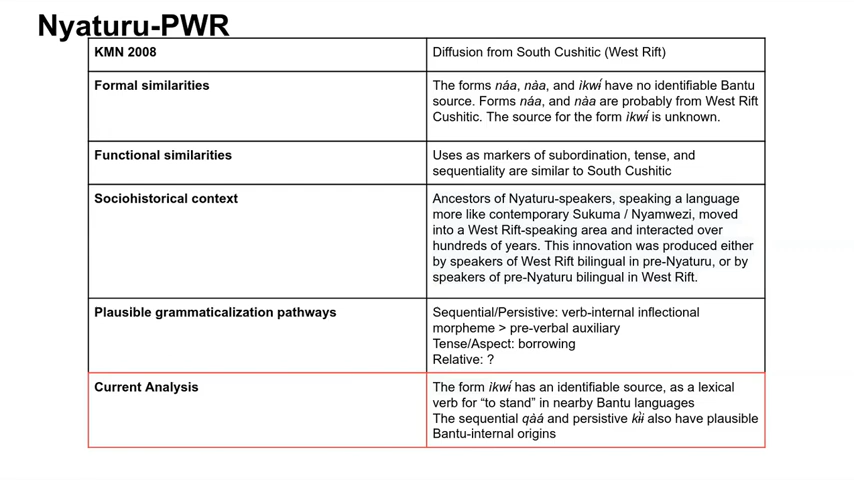 Nyaturu-PWR
KMN 2008
Diffusion from South Cushitic (West Rift)
Formal similarities
The forms náa, nàa, and ìkwɨ́ have no identifiable Bantu
source. Forms náa, and nàa are probably from West Rift
Cushitic. The source for the form ìkwɨ́ is unknown.
Functional similarities
Uses as markers of subordination, tense, and
sequentiality are similar to South Cushitic
Sociohistorical context
Ancestors of Nyaturu-speakers, speaking a language
more like contemporary Sukuma / Nyamwezi, moved
into a West Rift-speaking area and interacted over
hundreds of years. This innovation was produced either
by speakers of West Rift bilingual in pre-Nyaturu, or by
speakers of pre-Nyaturu bilingual in West Rift.
Plausible grammaticalization pathways
Sequential/Persistive: verb-internal inflectional
morpheme > pre-verbal auxiliary
Tense/Aspect: borrowing
Relative: ?
Current Analysis
The form ìkwɨ́ has an identifiable source, as a lexical
verb for “to stand” in nearby Bantu languages
The sequential qàá and persistive kɨ̀ɨ also have plausible
Bantu-internal origins